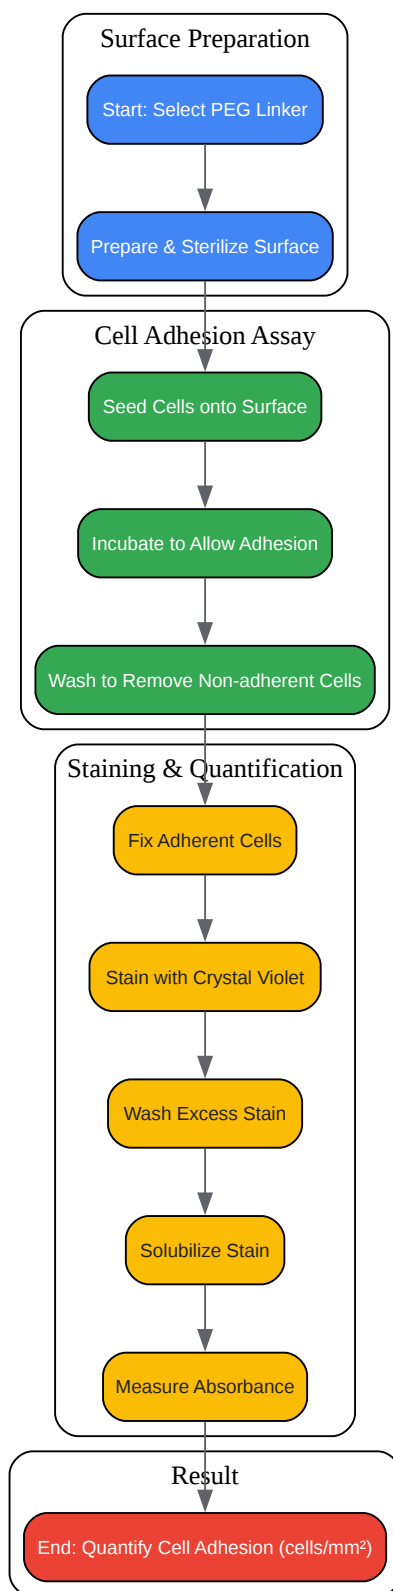 Surface Preparation
Start: Select PEG Linker
Prepare & Sterilize Surface
Cell Adhesion Assay
Seed Cells onto Surface
Incubate to Allow Adhesion
Wash to Remove Non-adherent Cells
Staining & Quantification
Fix Adherent Cells
Stain with Crystal Violet
Wash Excess Stain
Solubilize Stain
Measure Absorbance
Result
End: Quantify Cell Adhesion (cells/mm²)